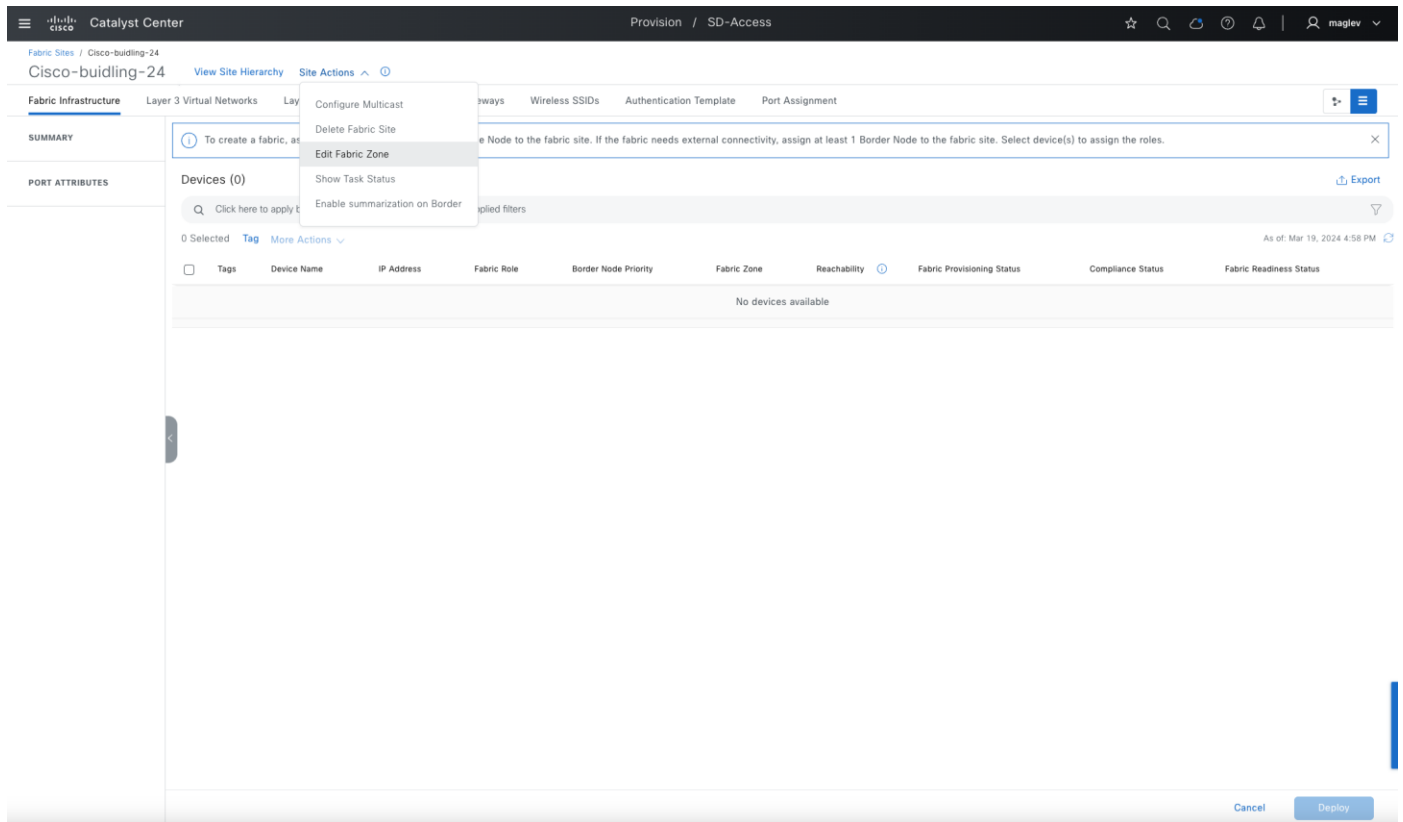 cisco Catalyst Center Provision / SD-Access maglev
Fabric Sites / Cisco-buidling-24
Cisco-buidling-24 View Site Hierarchy Site Actions
Fabric Infrastructure Layer 3 Virtual Networks Lay eways Wireless SSIDs Authentication Template Port Assignment
Configure Multicast
Delete Fabric Site
Edit Fabric Zone
Show Task Status
Enable summarization on Border
SUMMARY
PORT ATTRIBUTES
To create a fabric, as e Node to the fabric site. If the fabric needs external connectivity, assign at least 1 Border Node to the fabric site. Select device(s) to assign the roles.
Devices (0) Export
Click here to apply b plied filters
0 Selected Tag More Actions As of: Mar 19, 2024 4:58 PM
Tags Device Name IP Address Fabric Role Border Node Priority Fabric Zone Reachability Fabric Provisioning Status Compliance Status Fabric Readiness Status
No devices available
Cancel Deploy